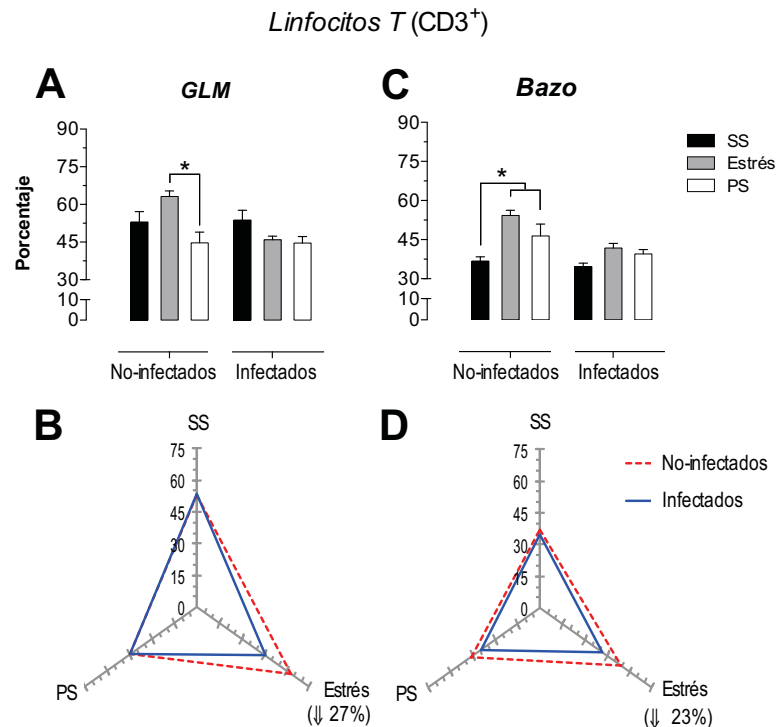 Linfocitos T (CD3+)
A
GLM
Porcentaje
90
75
60
45
30
10
0
*
No-infectados
Infectados
C
Bazo
90
75
60
45
30
10
0
*
No-infectados
Infectados
SS
Estrés
PS
B
SS
75
60
45
30
15
0
PS
Estrés
(⇓ 27%)
D
SS
75
60
45
30
15
0
PS
Estrés
(⇓ 23%)
No-infectados
Infectados